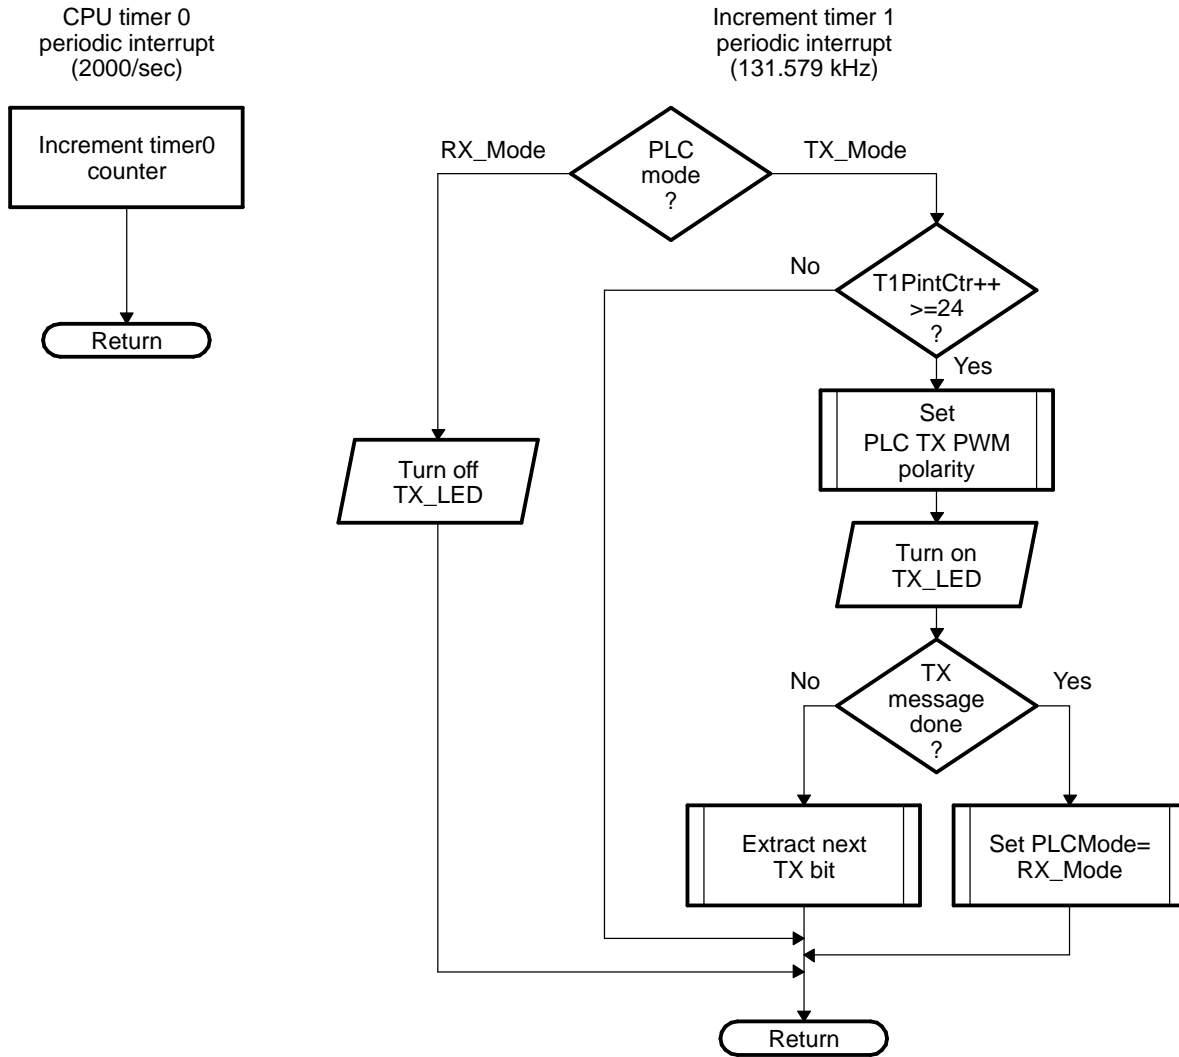 CPU timer 0
periodic interrupt
(2000/sec)
Increment timer0
counter
Return
Increment timer 1
periodic interrupt
(131.579 kHz)
RX_Mode
PLC
mode
?
TX_Mode
No
T1PintCtr++
>=24
?
Yes
Set
PLC TX PWM
polarity
Turn off
TX_LED
Turn on
TX_LED
No
TX
message
done
?
Yes
Extract next
TX bit
Set PLCMode=
RX_Mode
Return